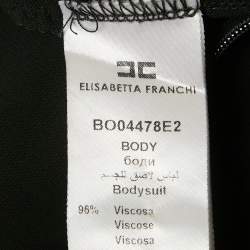 ELISABETTA FRANCHI
BO04478E2
BODY
боди
لباس لاصق للجسم
Bodysuit
96% Viscosa
Viscose
Viscosa